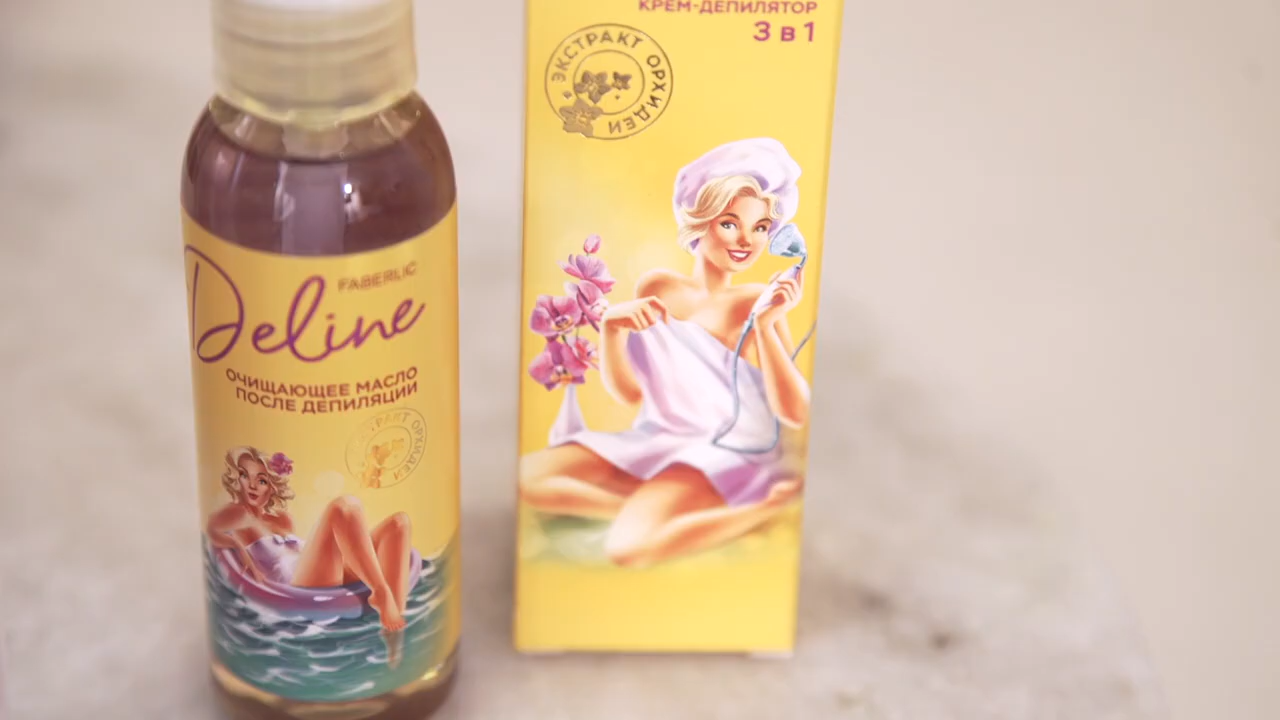 FABERLIC
Deline
ОЧИЩАЮЩЕЕ МАСЛО
ПОСЛЕ ДЕПИЛЯЦИИ
ЭКСТРАКТ ОРХИДЕИ
КРЕМ-ДЕПИЛЯТОР
3 в 1
ЭКСТРАКТ ОРХИДЕИ